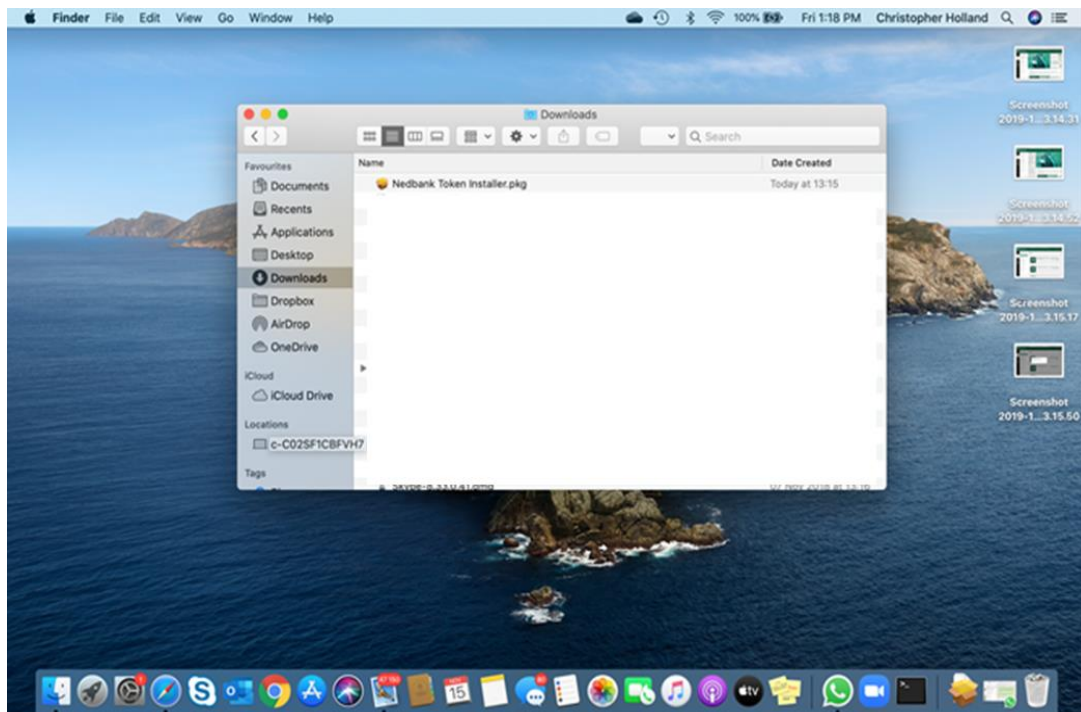 Finder File Edit View Go Window Help 100% Fri 1:18 PM Christopher Holland
Downloads
Search
Favourites
Documents
Recents
Applications
Desktop
Downloads
Dropbox
AirDrop
OneDrive
iCloud
iCloud Drive
Locations
c-C02SF1CBFVH7
Tags
Name Date Created
Nedbank Token Installer.pkg Today at 13:15
Screenshot
2019-1...3.14.31
Screenshot
2019-1...3.14.52
Screenshot
2019-1...3.15.17
Screenshot
2019-1...3.15.50
NOV
15
tv